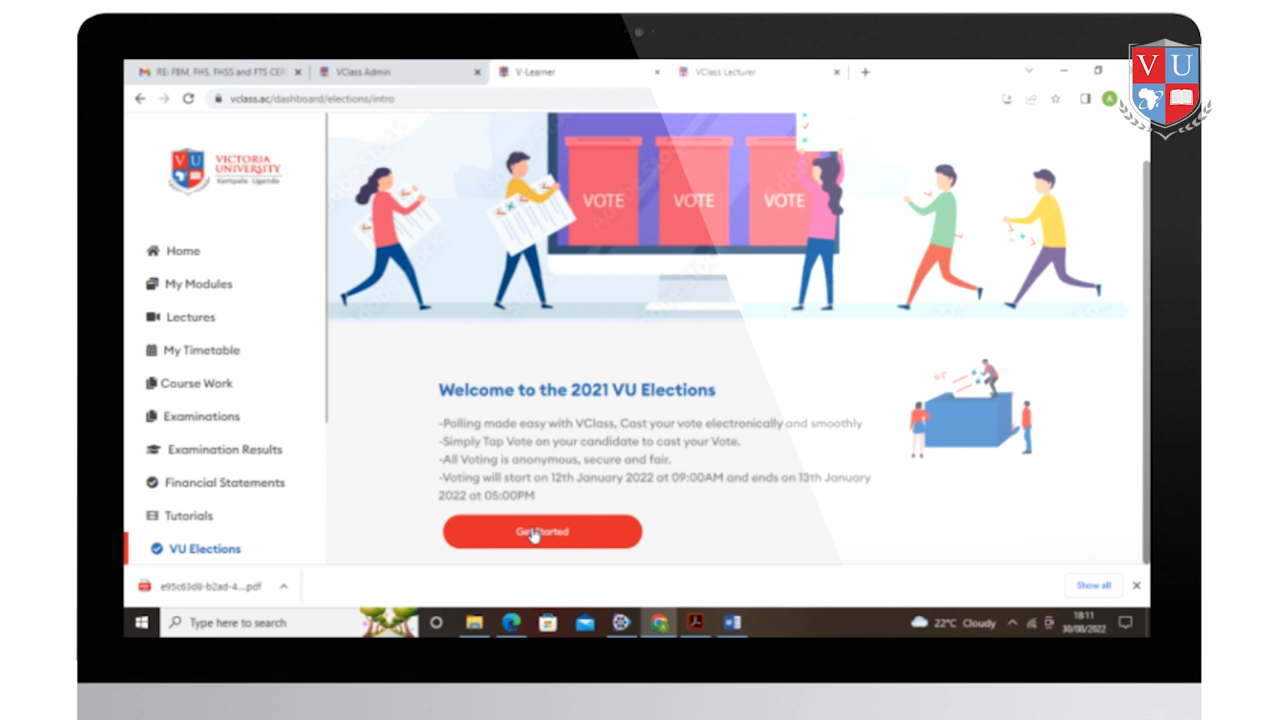 RE: FBM, FHS, FHSS and FTS CER
VClass Admin
V-Learner
VClass Lecturer
vclass.ac/dashboard/elections/intro
A
V U
VU
VICTORIA
UNIVERSITY
Kampala - Uganda
VOTE
VOTE
VOTE
Home
My Modules
Lectures
My Timetable
Course Work
Examinations
Examination Results
Financial Statements
Tutorials
VU Elections
Welcome to the 2021 VU Elections
-Polling made easy with VClass, Cast your vote electronically and smoothly
-Simply Tap Vote on your candidate to cast your Vote.
-All Voting is anonymous, secure and fair.
-Voting will start on 12th January 2022 at 09:00AM and ends on 13th January
2022 at 05:00PM
Get Started
e95c63d8-b2ad-4....pdf
Show all
Type here to search
22°C Cloudy
18:11
30/08/2022